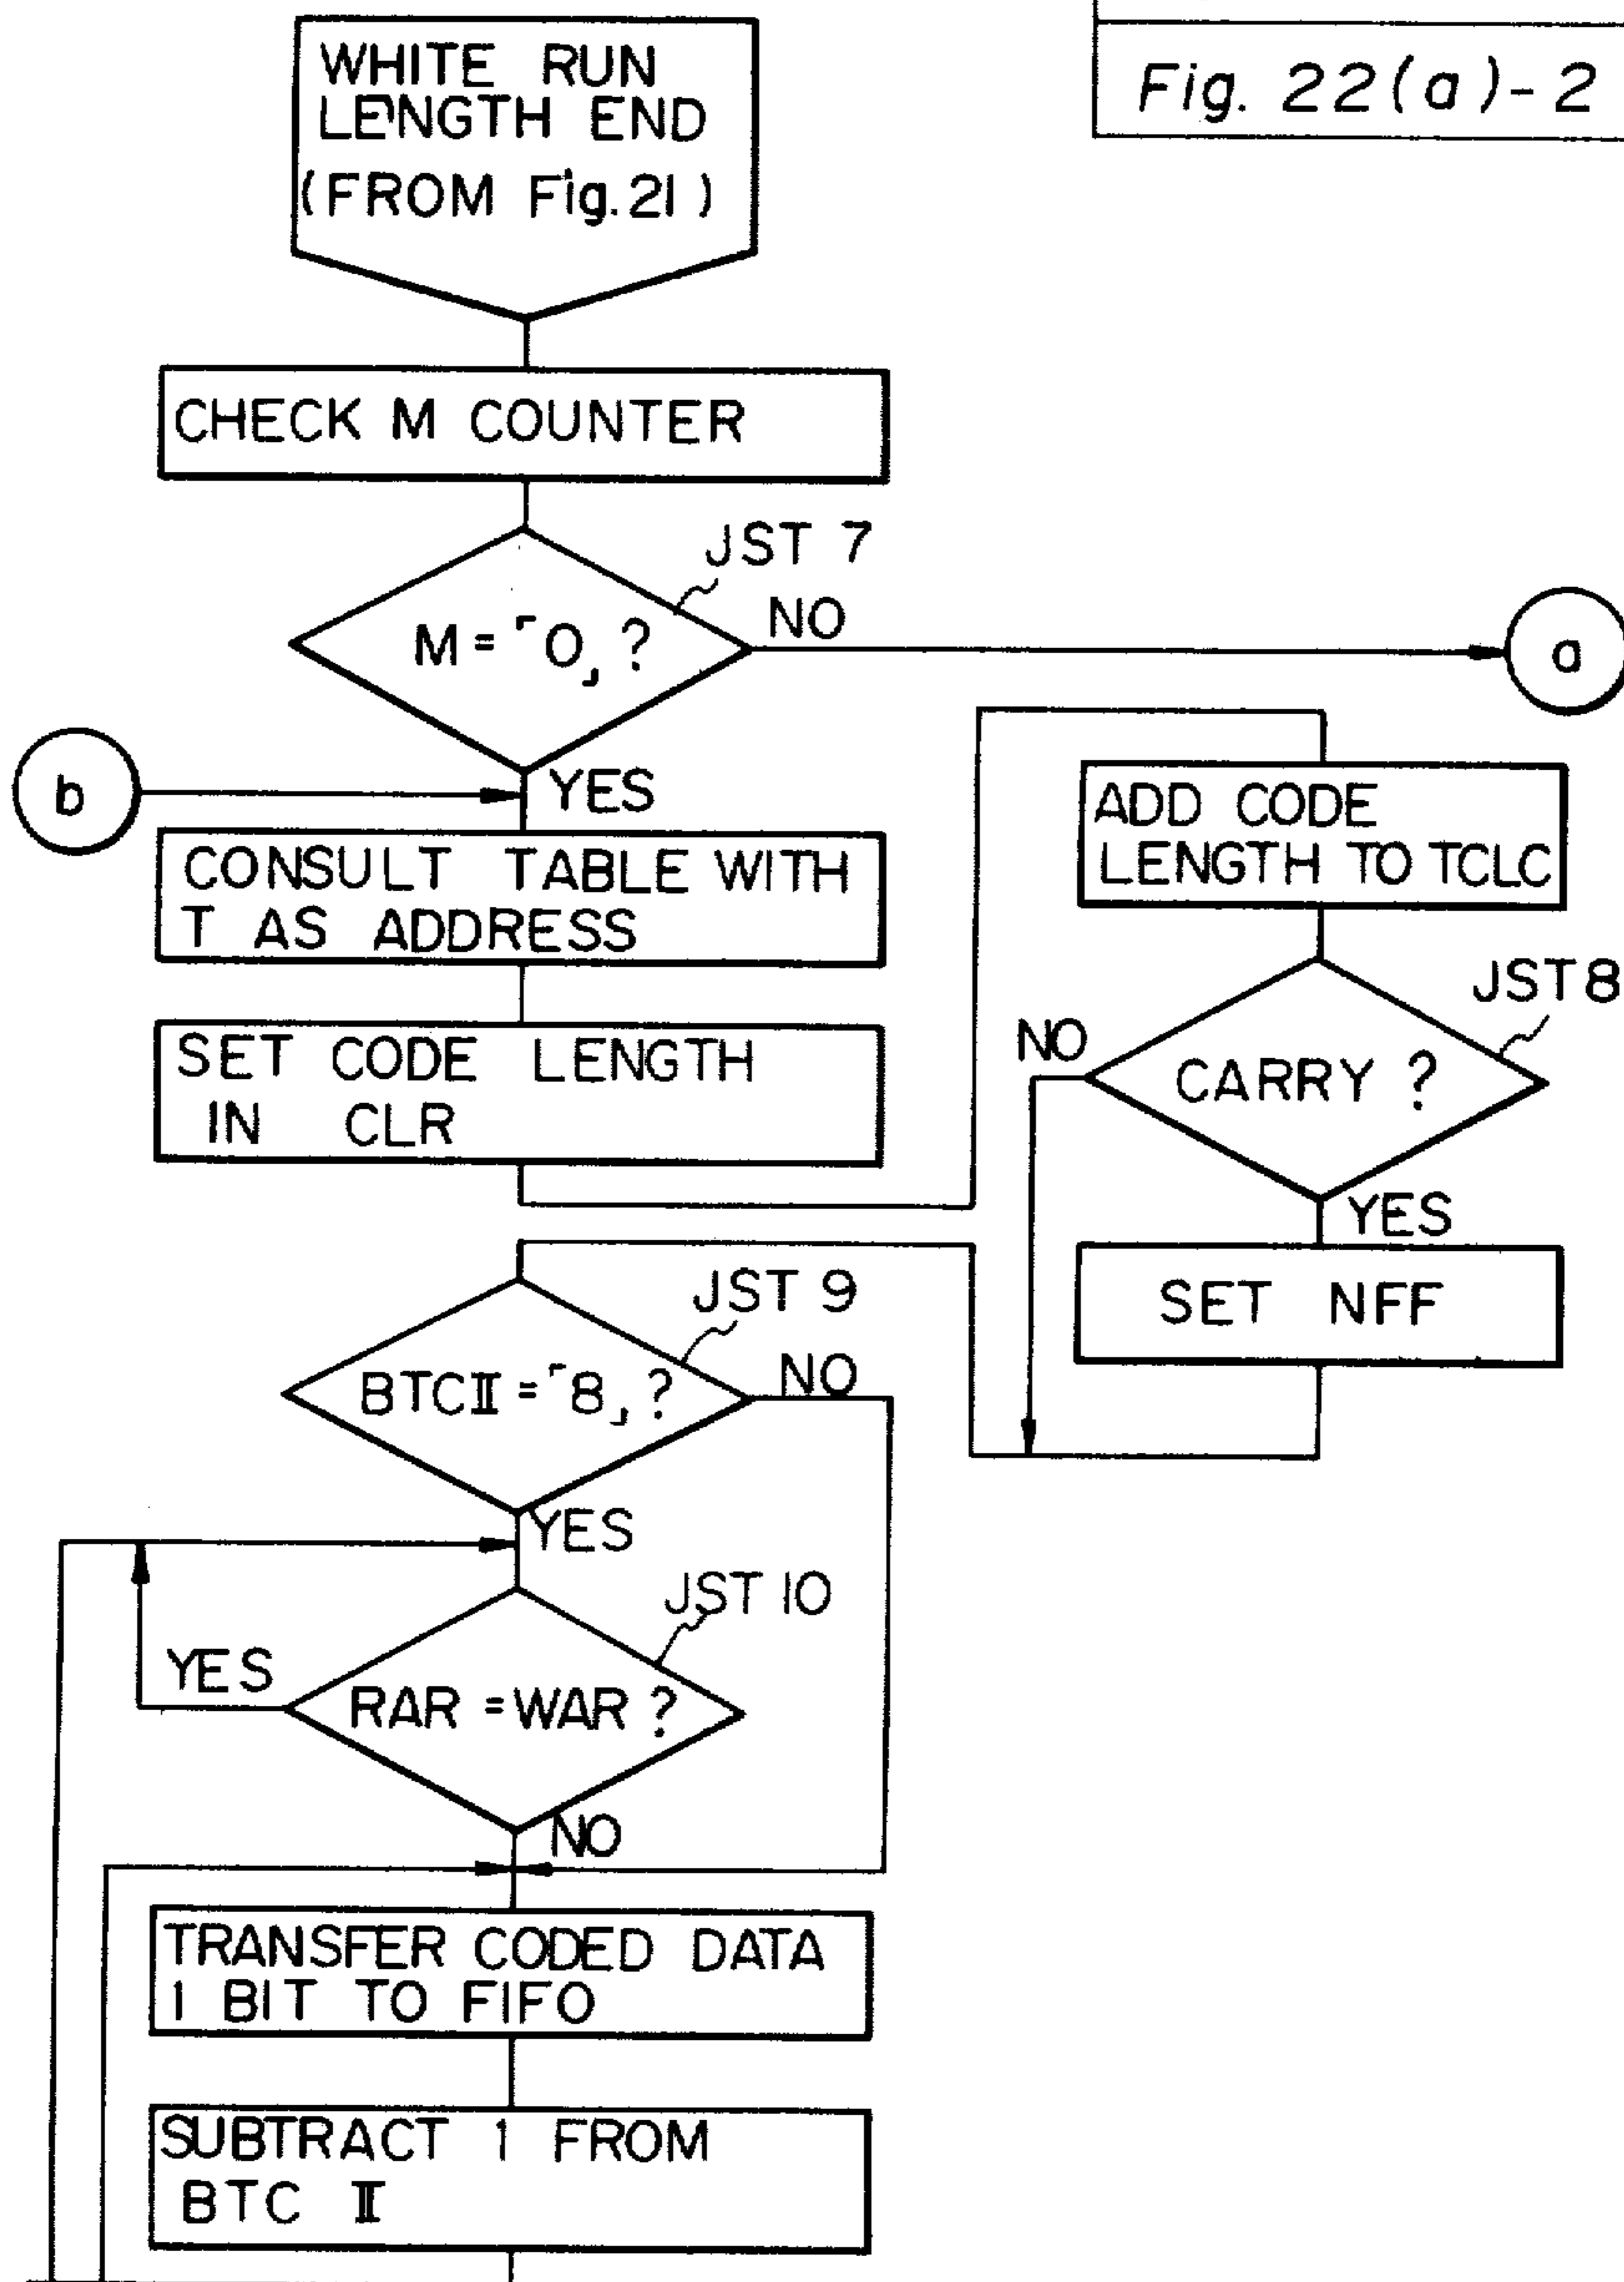 Fig. 22(a)-2
WHITE RUN
LENGTH END
(FROM Fig.21)
CHECK M COUNTER
JST 7
M=「0」?
NO
a
b
YES
CONSULT TABLE WITH
T AS ADDRESS
SET CODE LENGTH
IN CLR
ADD CODE
LENGTH TO TCLC
JST 8
NO
CARRY ?
YES
SET NFF
JST 9
BTCⅡ=「8」?
NO
YES
JST 10
YES
RAR =WAR ?
NO
TRANSFER CODED DATA
1 BIT TO FIFO
SUBTRACT 1 FROM
BTC Ⅱ